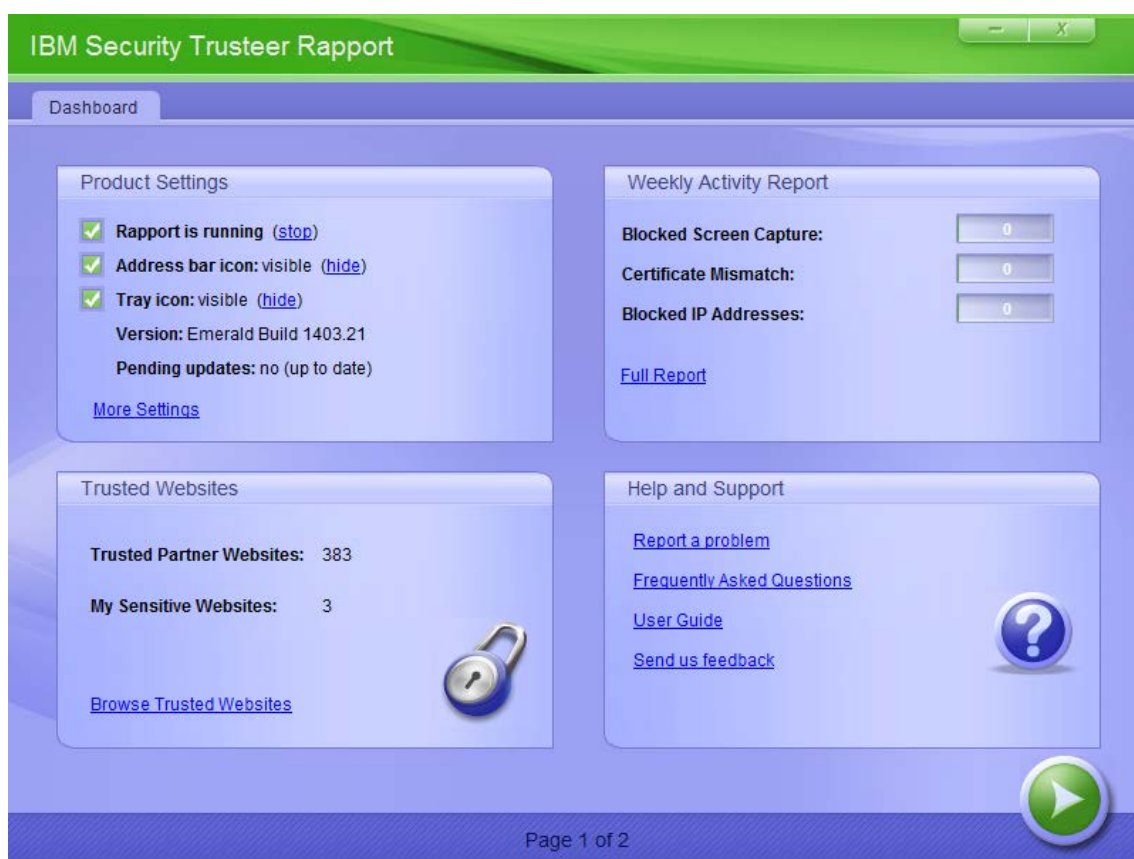 IBM Security Trusteer Rapport
– X
Dashboard
Product Settings
Rapport is running (stop)
Address bar icon: visible (hide)
Tray icon: visible (hide)
Version: Emerald Build 1403.21
Pending updates: no (up to date)
More Settings
Weekly Activity Report
Blocked Screen Capture: 0
Certificate Mismatch: 0
Blocked IP Addresses: 0
Full Report
Trusted Websites
Trusted Partner Websites: 383
My Sensitive Websites: 3
Browse Trusted Websites
Help and Support
Report a problem
Frequently Asked Questions
User Guide
Send us feedback
?
Page 1 of 2